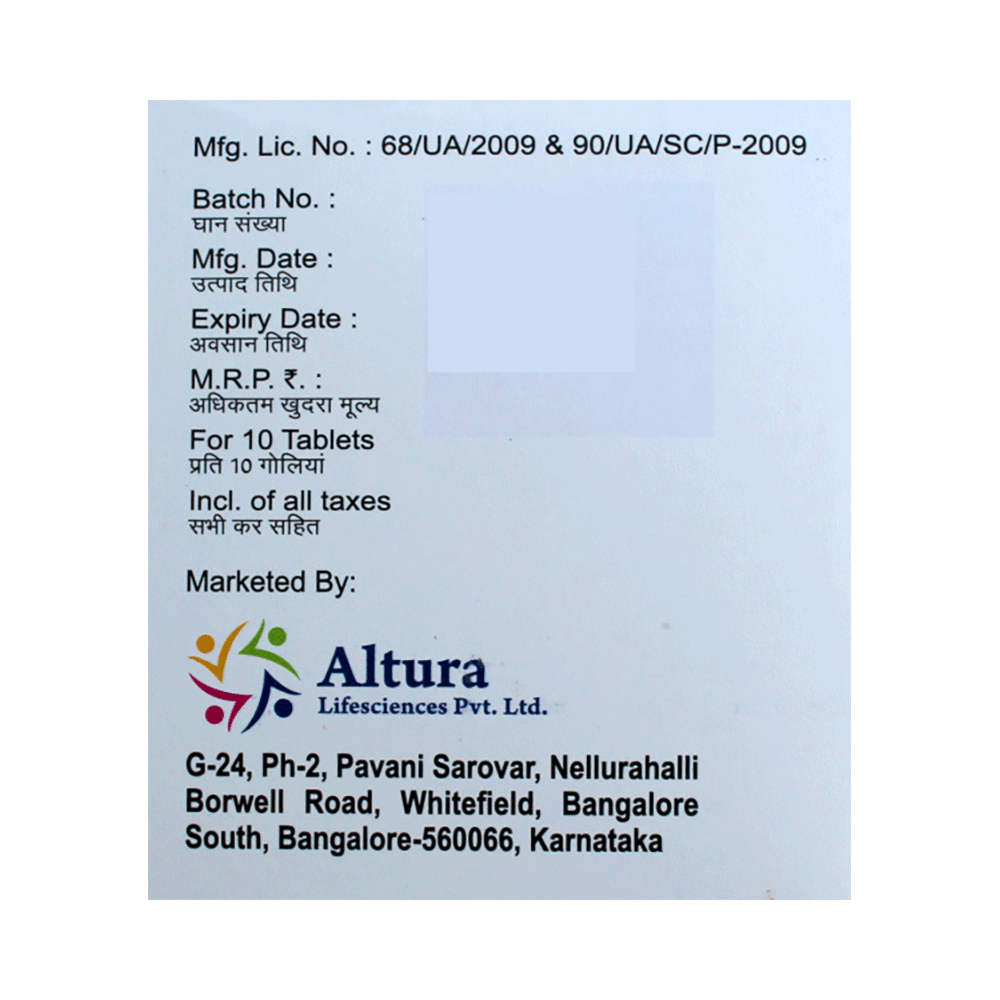 Mfg. Lic. No. : 68/UA/2009 & 90/UA/SC/P-2009
Batch No. :
घान संख्या
Mfg. Date :
उत्पाद तिथि
Expiry Date :
अवसान तिथि
M.R.P. ₹. :
अधिकतम खुदरा मूल्य
For 10 Tablets
प्रति 10 गोलियां
Incl. of all taxes
सभी कर सहित
Marketed By:
Altura
Lifesciences Pvt. Ltd.
G-24, Ph-2, Pavani Sarovar, Nellurahalli
Borwell Road, Whitefield, Bangalore
South, Bangalore-560066, Karnataka